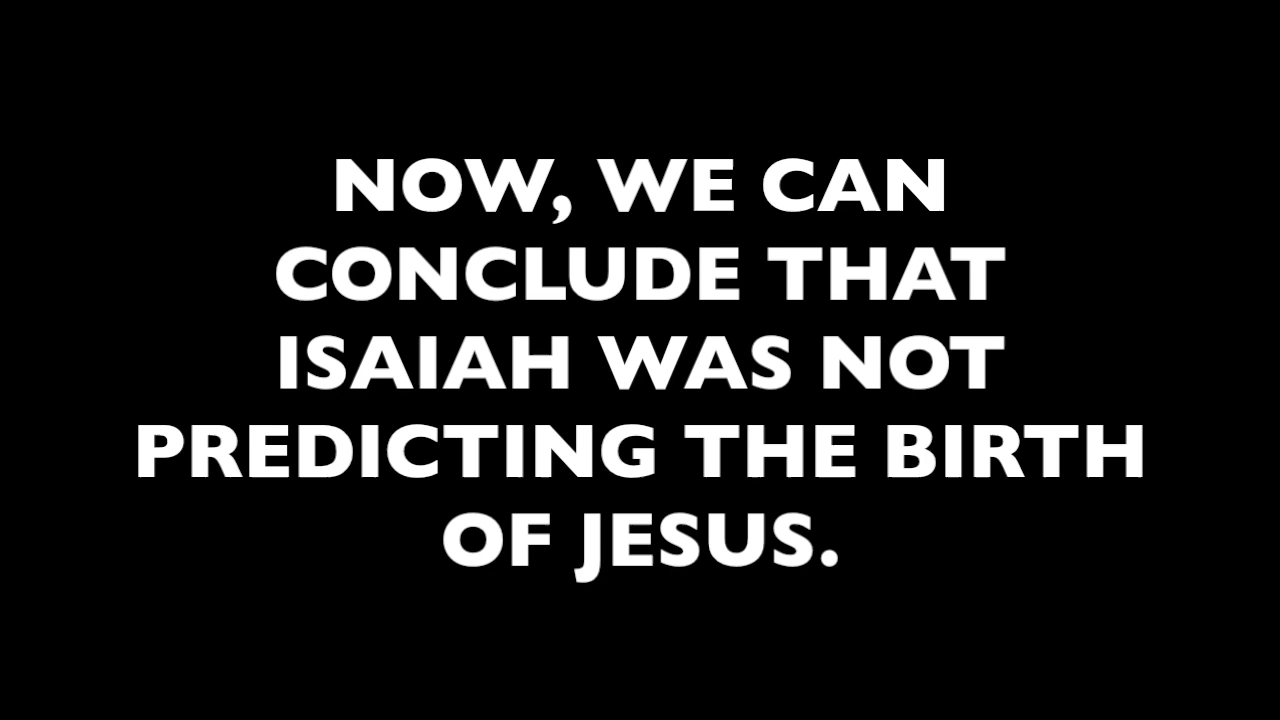 NOW, WE CAN
CONCLUDE THAT
ISAIAH WAS NOT
PREDICTING THE BIRTH
OF JESUS.